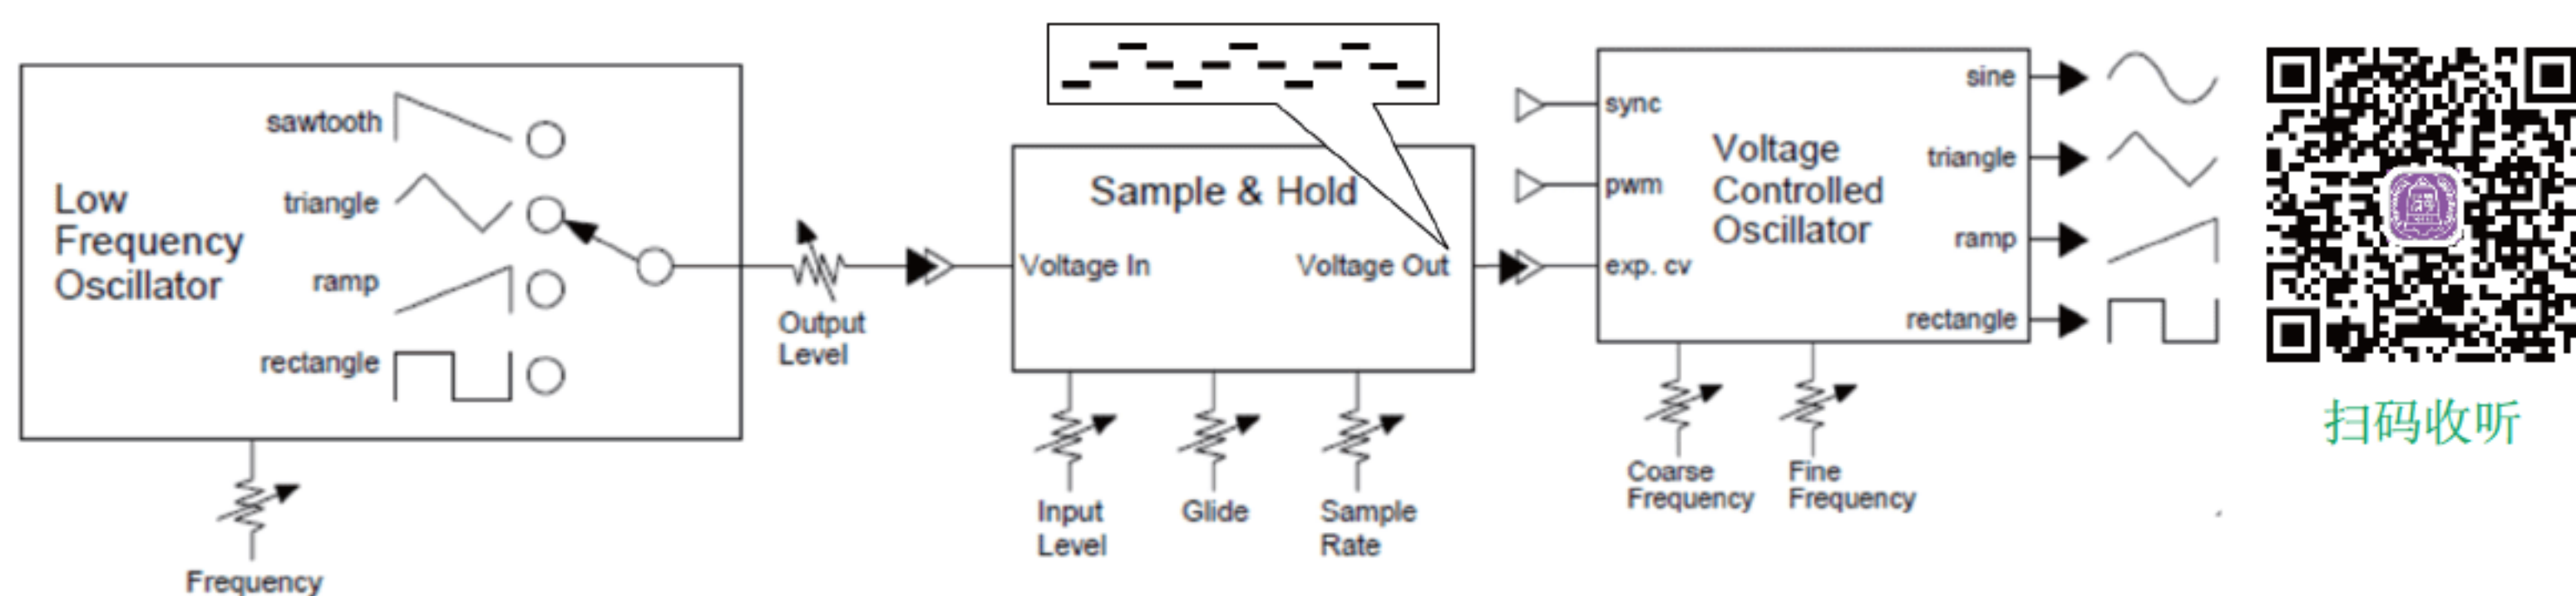 Low
Frequency
Oscillator
sawtooth
triangle
ramp
rectangle
Frequency
Output
Level
Sample & Hold
Voltage In
Voltage Out
Input
Level
Glide
Sample
Rate
sync
pwm
exp. cv
Voltage
Controlled
Oscillator
sine
triangle
ramp
rectangle
Coarse
Frequency
Fine
Frequency
扫码收听